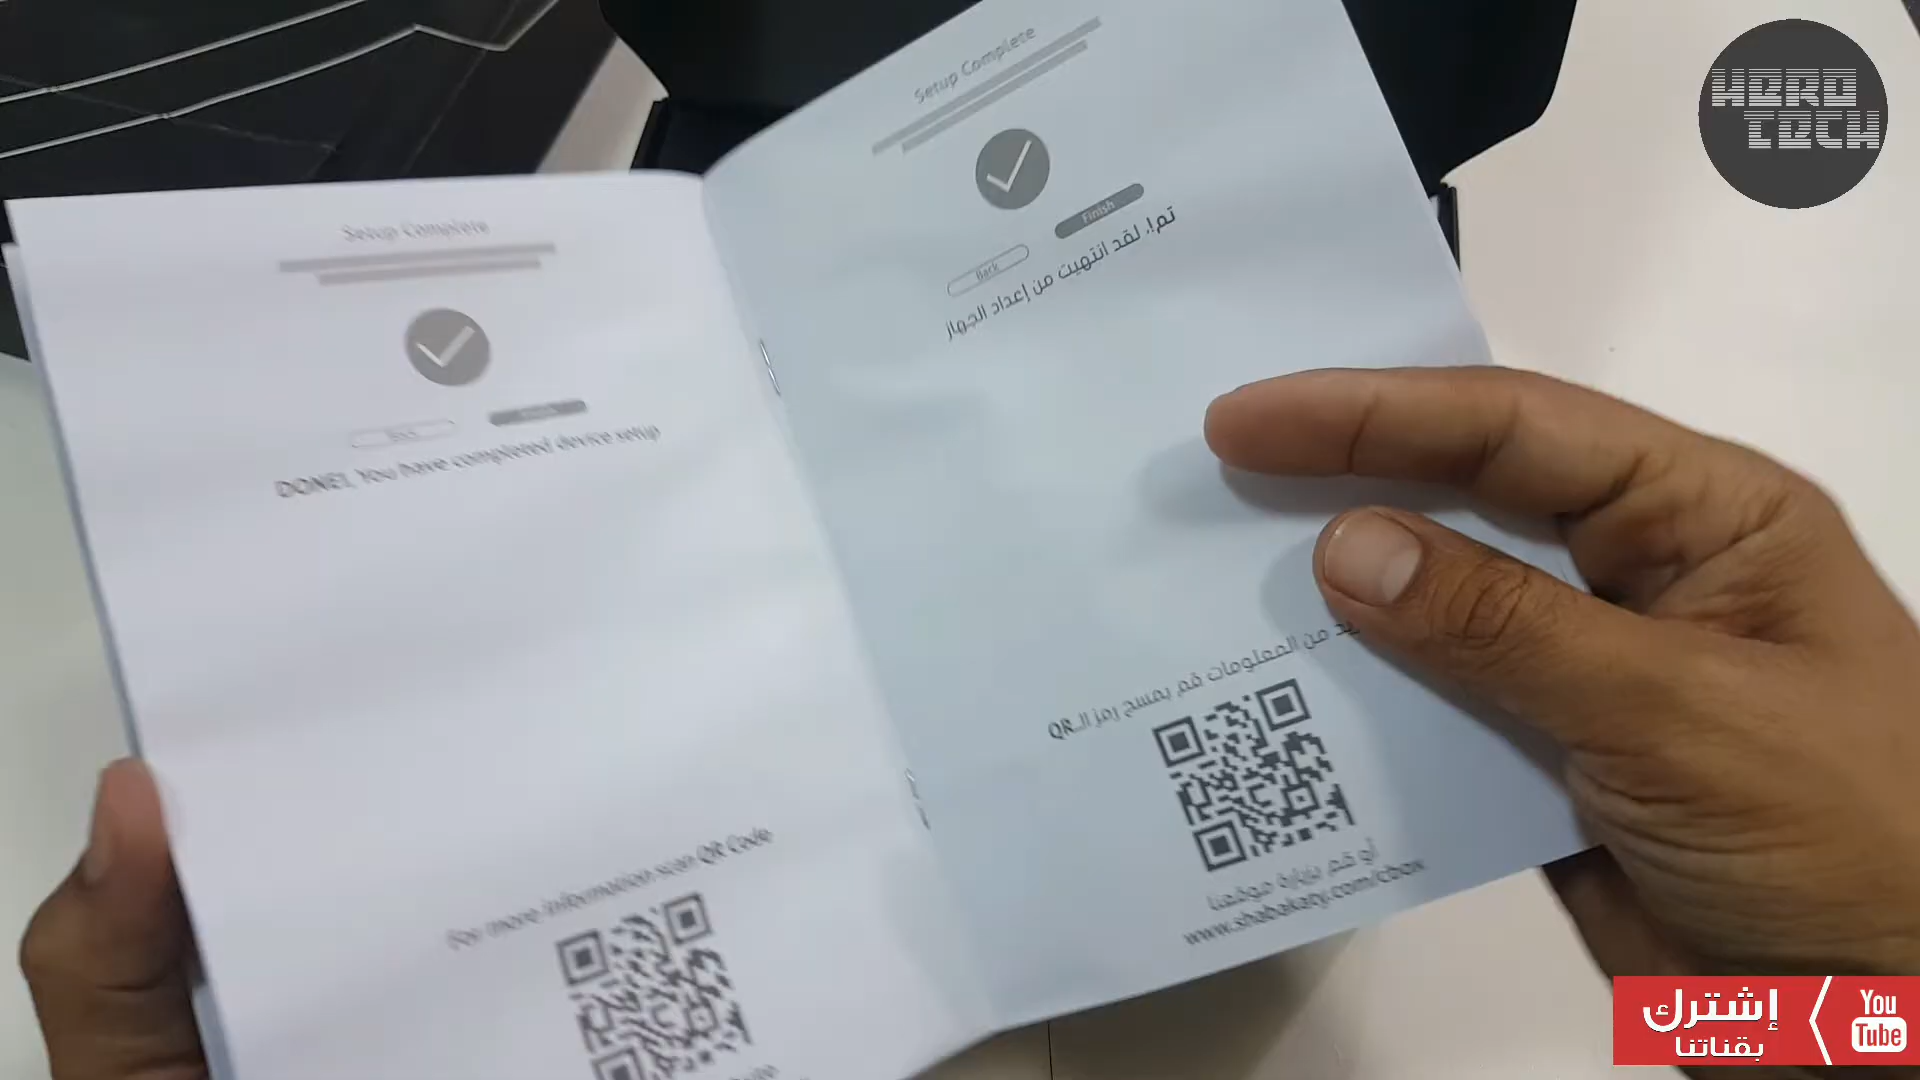 Setup Complete
DONE!, You have completed device setup
For more information scan QR Code
Setup Complete
Back
Finish
تم!، لقد انتهيت من إعداد الجهاز
من المعلومات قم بمسح رمز الـQR
أو قم بزيارة موقعنا
www.shabakaty.com/cbox
HERO
TECH
إشترك
بقناتنا
You
Tube